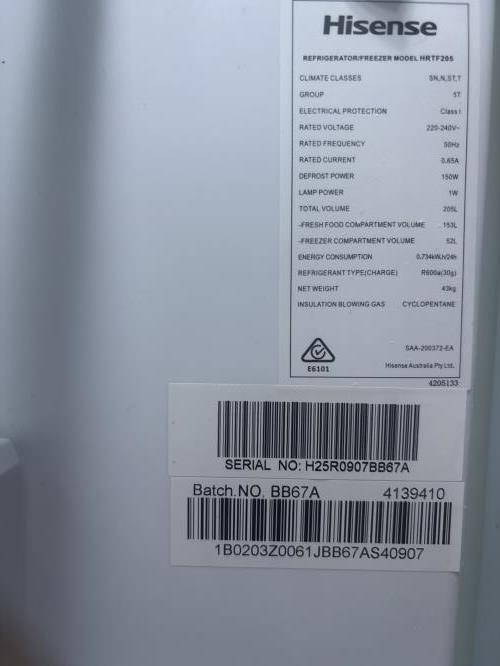 Hisense
REFRIGERATOR/FREEZER MODEL HRTF205
CLIMATE CLASSES SN,N,ST,T
GROUP 5T
ELECTRICAL PROTECTION Class I
RATED VOLTAGE 220-240V~
RATED FREQUENCY 50Hz
RATED CURRENT 0.65A
DEFROST POWER 150W
LAMP POWER 1W
TOTAL VOLUME 205L
-FRESH FOOD COMPARTMENT VOLUME 153L
-FREEZER COMPARTMENT VOLUME 52L
ENERGY CONSUMPTION 0.734kW.h/24h
REFRIGERANT TYPE(CHARGE) R600a(30g)
NET WEIGHT 43kg
INSULATION BLOWING GAS CYCLOPENTANE
SAA-200372-EA
E6101 Hisense Australia Pty Ltd.
4205133
SERIAL NO: H25R0907BB67A
Batch.NO. BB67A 4139410
1B0203Z0061JBB67AS40907